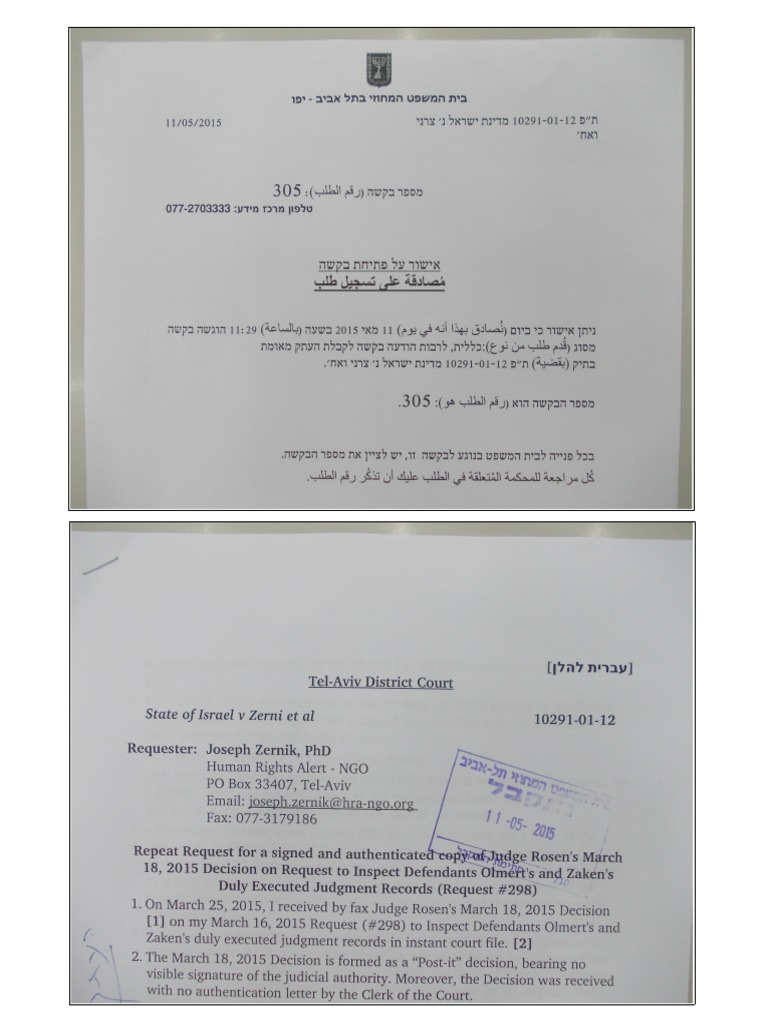 בית המשפט המחוזי בתל אביב - יפו
ת"פ 10291-01-12 מדינת ישראל נ' צרני
ואח'
11/05/2015
מספר בקשה (رقم الطلب): 305
טלפון מרכז מידע: 077-2703333
אישור על פתיחת בקשה
مُصادقة على تسجيل طلب
ניתן אישור כי ביום (نُصادق بهذا أنه في يوم) 11 מאי 2015 בשעה (بالساعة) 11:29 הוגשה בקשה
מסוג (قُدم طلب من نوع):כללית, לרבות הודעה בקשה לקבלת העתק מאומת
בתיק (بقضية) ת"פ 10291-01-12 מדינת ישראל נ' צרני ואח'.
מספר הבקשה הוא (رقم الطلب هو): 305.
בכל פנייה לבית המשפט בנוגע לבקשה זו, יש לציין את מספר הבקשה.
كُل مراجعة للمحكمة المُتعلقة في الطلب عليك أن تذكُر رقم الطلب.
[עברית להלן]
Tel-Aviv District Court
State of Israel v Zerni et al
10291-01-12
Requester: Joseph Zernik, PhD
Human Rights Alert - NGO
PO Box 33407, Tel-Aviv
Email: joseph.zernik@hra-ngo.org
Fax: 077-3179186
בית המשפט המחוזי תל-אביב
נתקבל
11-05-2015
חתימת המקבל
Repeat Request for a signed and authenticated copy of Judge Rosen's March
18, 2015 Decision on Request to Inspect Defendants Olmert's and Zaken's
Duly Executed Judgment Records (Request #298)
1. On March 25, 2015, I received by fax Judge Rosen's March 18, 2015 Decision
[1] on my March 16, 2015 Request (#298) to Inspect Defendants Olmert's and
Zaken's duly executed judgment records in instant court file. [2]
2. The March 18, 2015 Decision is formed as a “Post-it” decision, bearing no
visible signature of the judicial authority. Moreover, the Decision was received
with no authentication letter by the Clerk of the Court.